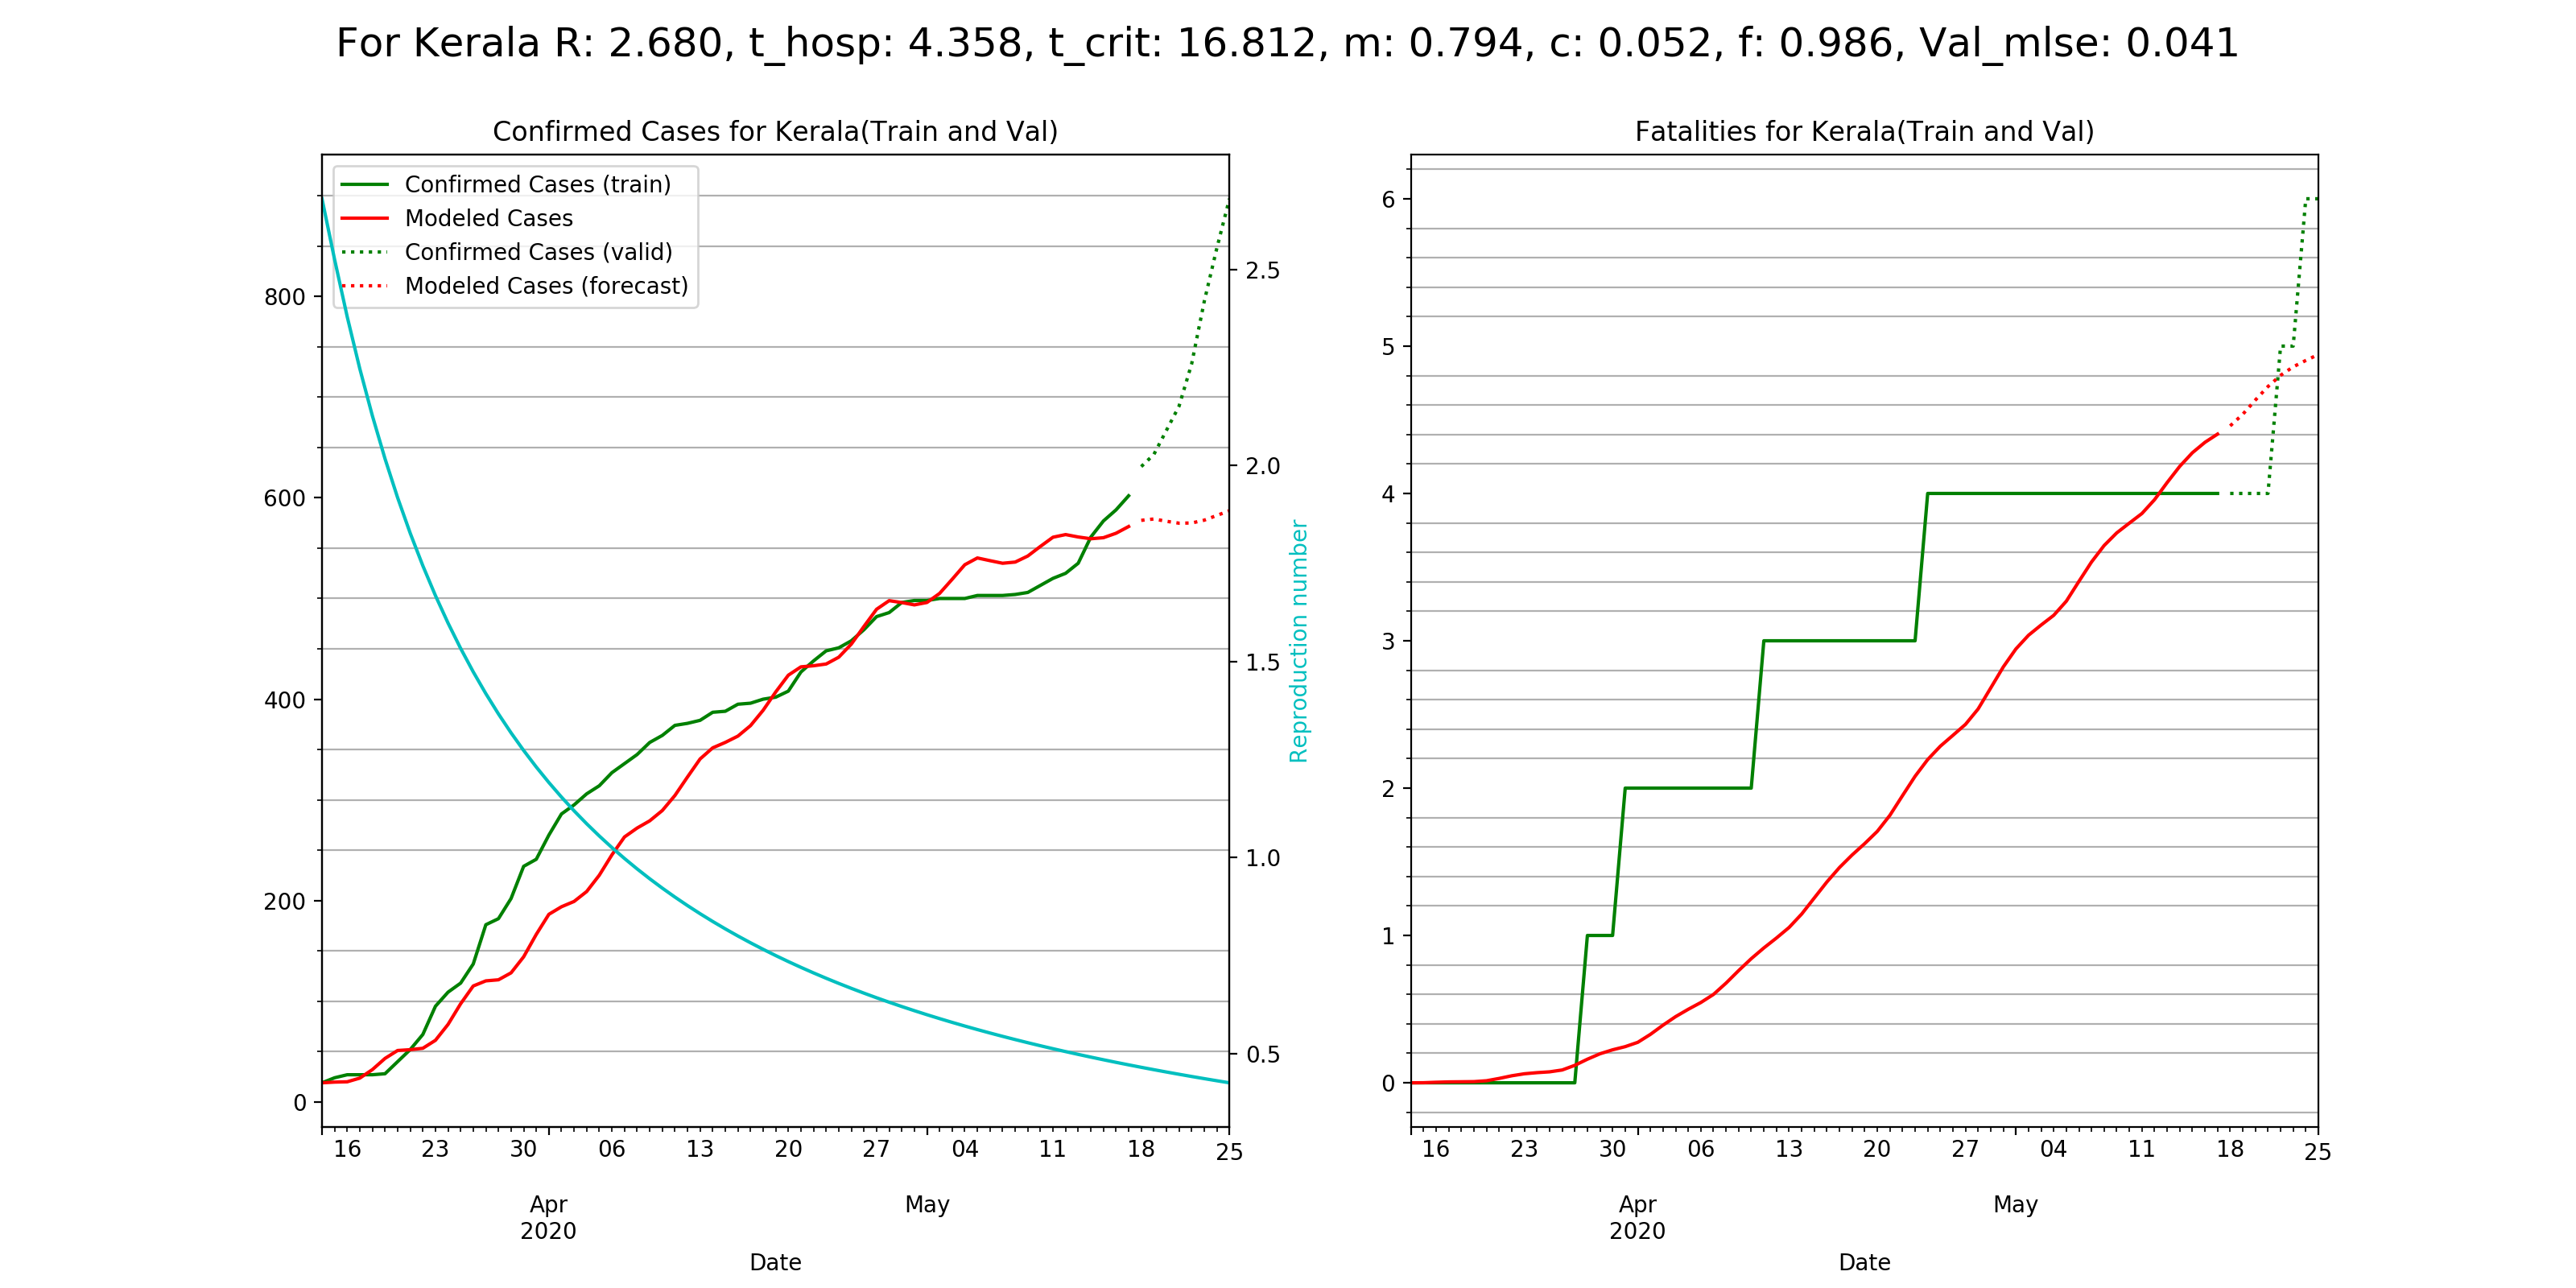 For Kerala R: 2.680, t_hosp: 4.358, t_crit: 16.812, m: 0.794, c: 0.052, f: 0.986, Val_mlse: 0.041
Confirmed Cases for Kerala(Train and Val)
Confirmed Cases (train)
Modeled Cases
Confirmed Cases (valid)
Modeled Cases (forecast)
800
600
400
200
0
2.5
2.0
1.5
1.0
0.5
Reproduction number
16 23 30 06 13 20 27 04 11 18 25
Apr May
2020
Date
Fatalities for Kerala(Train and Val)
6
5
4
3
2
1
0
16 23 30 06 13 20 27 04 11 18 25
Apr May
2020
Date